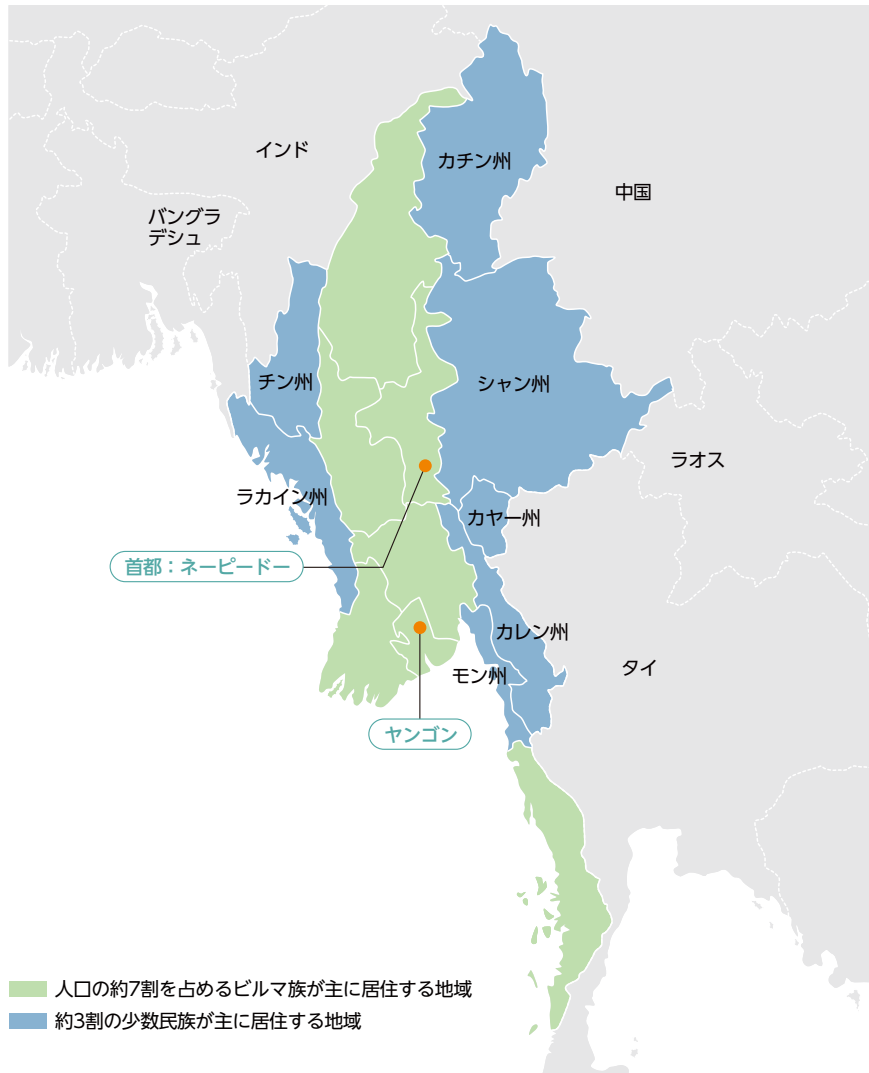 インド
カチン州
中国
バングラ
デシュ
チン州
シャン州
ラオス
ラカイン州
カヤー州
首都：ネーピードー
カレン州
モン州
タイ
ヤンゴン
人口の約7割を占めるビルマ族が主に居住する地域
約3割の少数民族が主に居住する地域